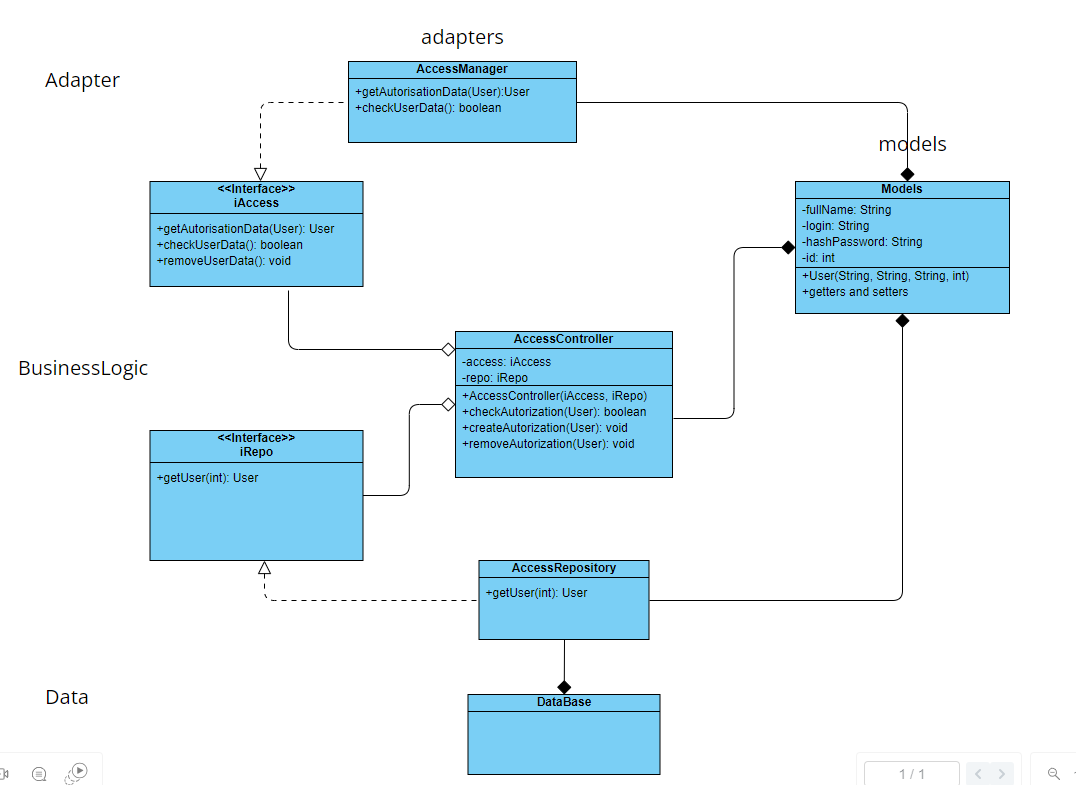 adapters
Adapter
AccessManager
+getAutorisationData(User):User
+checkUserData(): boolean
models
<<Interface>>
iAccess
+getAutorisationData(User): User
+checkUserData(): boolean
+removeUserData(): void
Models
-fullName: String
-login: String
-hashPassword: String
-id: int
+User(String, String, String, int)
+getters and setters
BusinessLogic
AccessController
-access: iAccess
-repo: iRepo
+AccessController(iAccess, iRepo)
+checkAutorization(User): boolean
+createAutorization(User): void
+removeAutorization(User): void
<<Interface>>
iRepo
+getUser(int): User
AccessRepository
+getUser(int): User
Data
DataBase
1 / 1